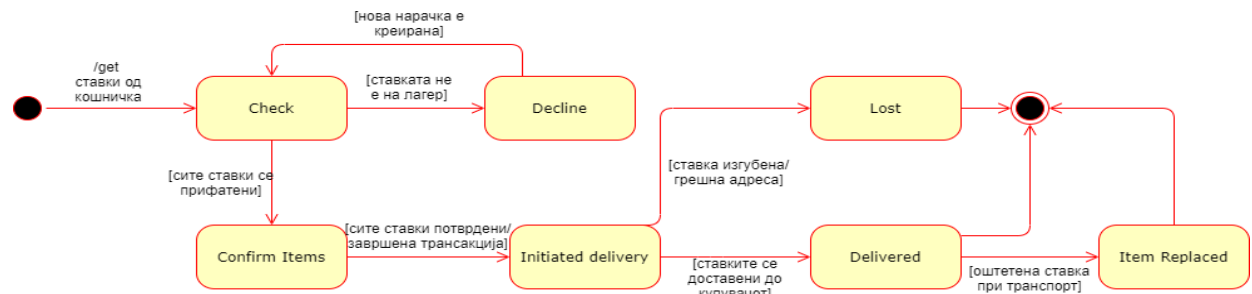 [нова нарачка е
креирана]
/get
ставки од
кошничка
Check
[ставката не
е на лагер]
Decline
Lost
[сите ставки се
прифатени]
[ставка изгубена/
грешна адреса]
Confirm Items
[сите ставки потврдени/
завршена трансакција]
Initiated delivery
[ставките се
доставени до
купувачот]
Delivered
[оштетена ставка
при транспорт]
Item Replaced